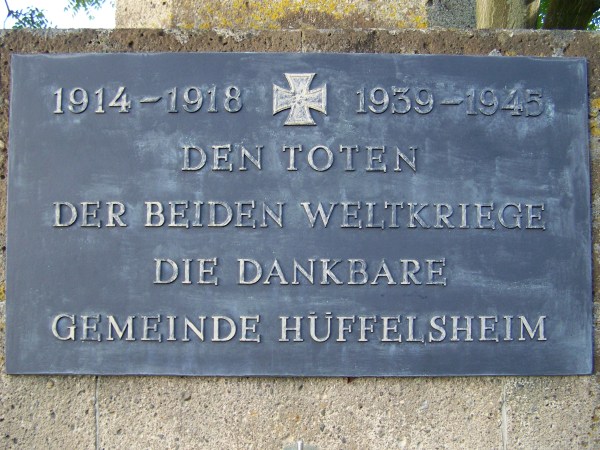 1914-1918 1939-1945
DEN TOTEN
DER BEIDEN WELTKRIEGE
DIE DANKBARE
GEMEINDE HÜFFELSHEIM